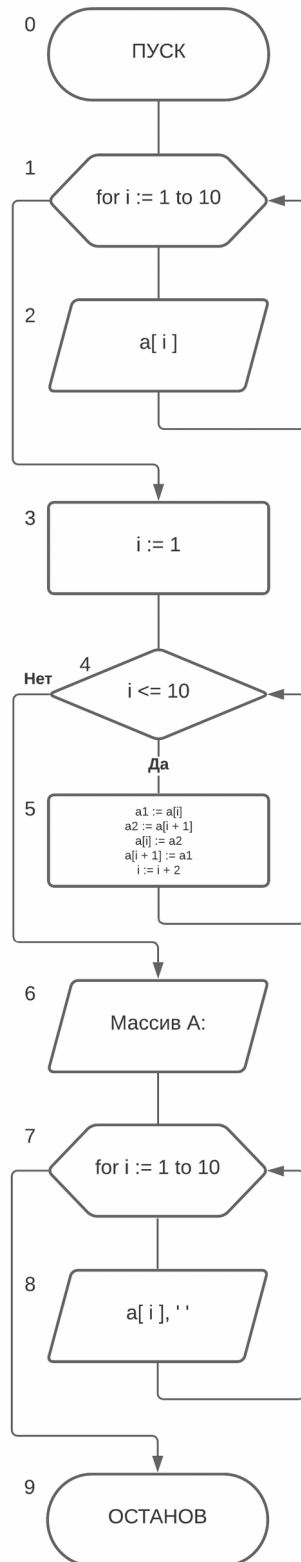 0
ПУСК
1
for i := 1 to 10
2
a[ i ]
3
i := 1
4
Нет
i <= 10
Да
5
a1 := a[i]
a2 := a[i + 1]
a[i] := a2
a[i + 1] := a1
i := i + 2
6
Массив А:
7
for i := 1 to 10
8
a[ i ], ' '
9
ОСТАНОВ